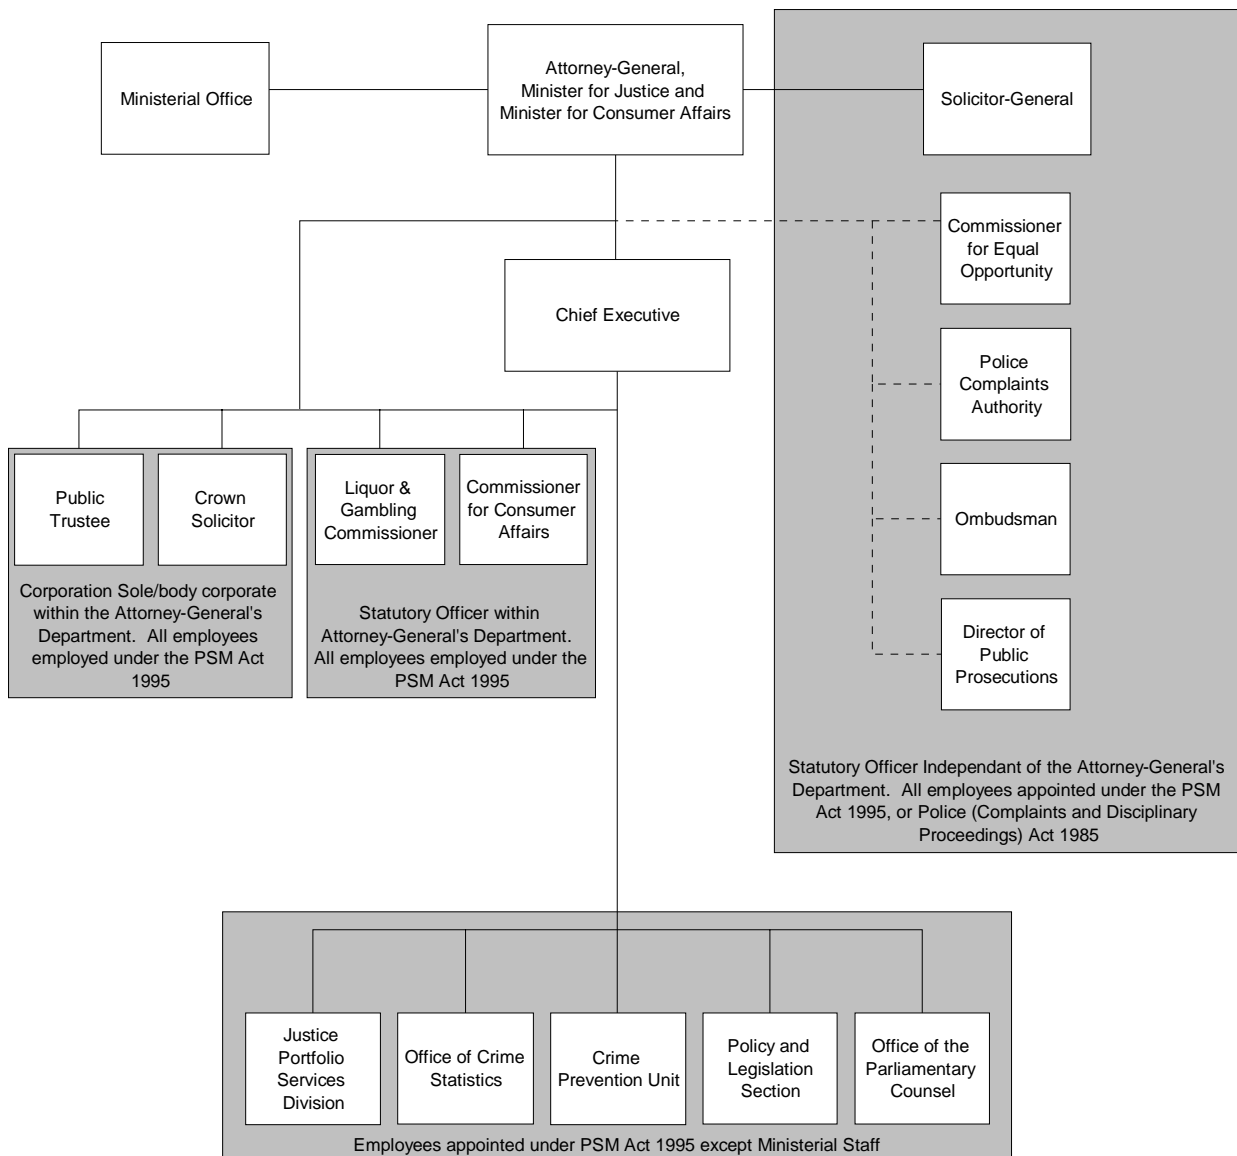 Ministerial Office
Attorney-General,
Minister for Justice and
Minister for Consumer Affairs
Solicitor-General
Commissioner
for Equal
Opportunity
Chief Executive
Police
Complaints
Authority
Public
Trustee
Crown
Solicitor
Liquor &
Gambling
Commissioner
Commissioner
for Consumer
Affairs
Ombudsman
Corporation Sole/body corporate
within the Attorney-General's
Department.  All employees
employed under the PSM Act
1995
Statutory Officer within
Attorney-General's Department.
All employees employed under the
PSM Act 1995
Director of
Public
Prosecutions
Statutory Officer Independant of the Attorney-General's
Department.  All employees appointed under the PSM
Act 1995, or Police (Complaints and Disciplinary
Proceedings) Act 1985
Justice
Portfolio
Services
Division
Office of Crime
Statistics
Crime
Prevention Unit
Policy and
Legislation
Section
Office of the
Parliamentary
Counsel
Employees appointed under PSM Act 1995 except Ministerial Staff